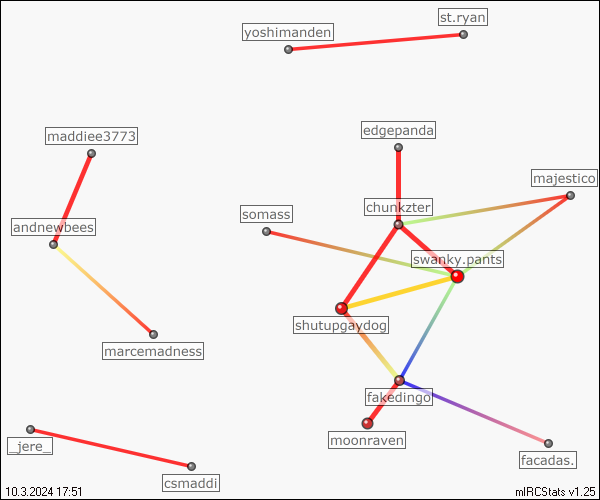 st.ryan
yoshimanden
edgepanda
maddiee3773
majestico
chunkzter
somass
andnewbees
swanky.pants
shutupgaydog
marcemadness
fakedingo
moonraven
_jere_
facadas.
csmaddi
10.3.2024 17:51
mIRCStats v1.25